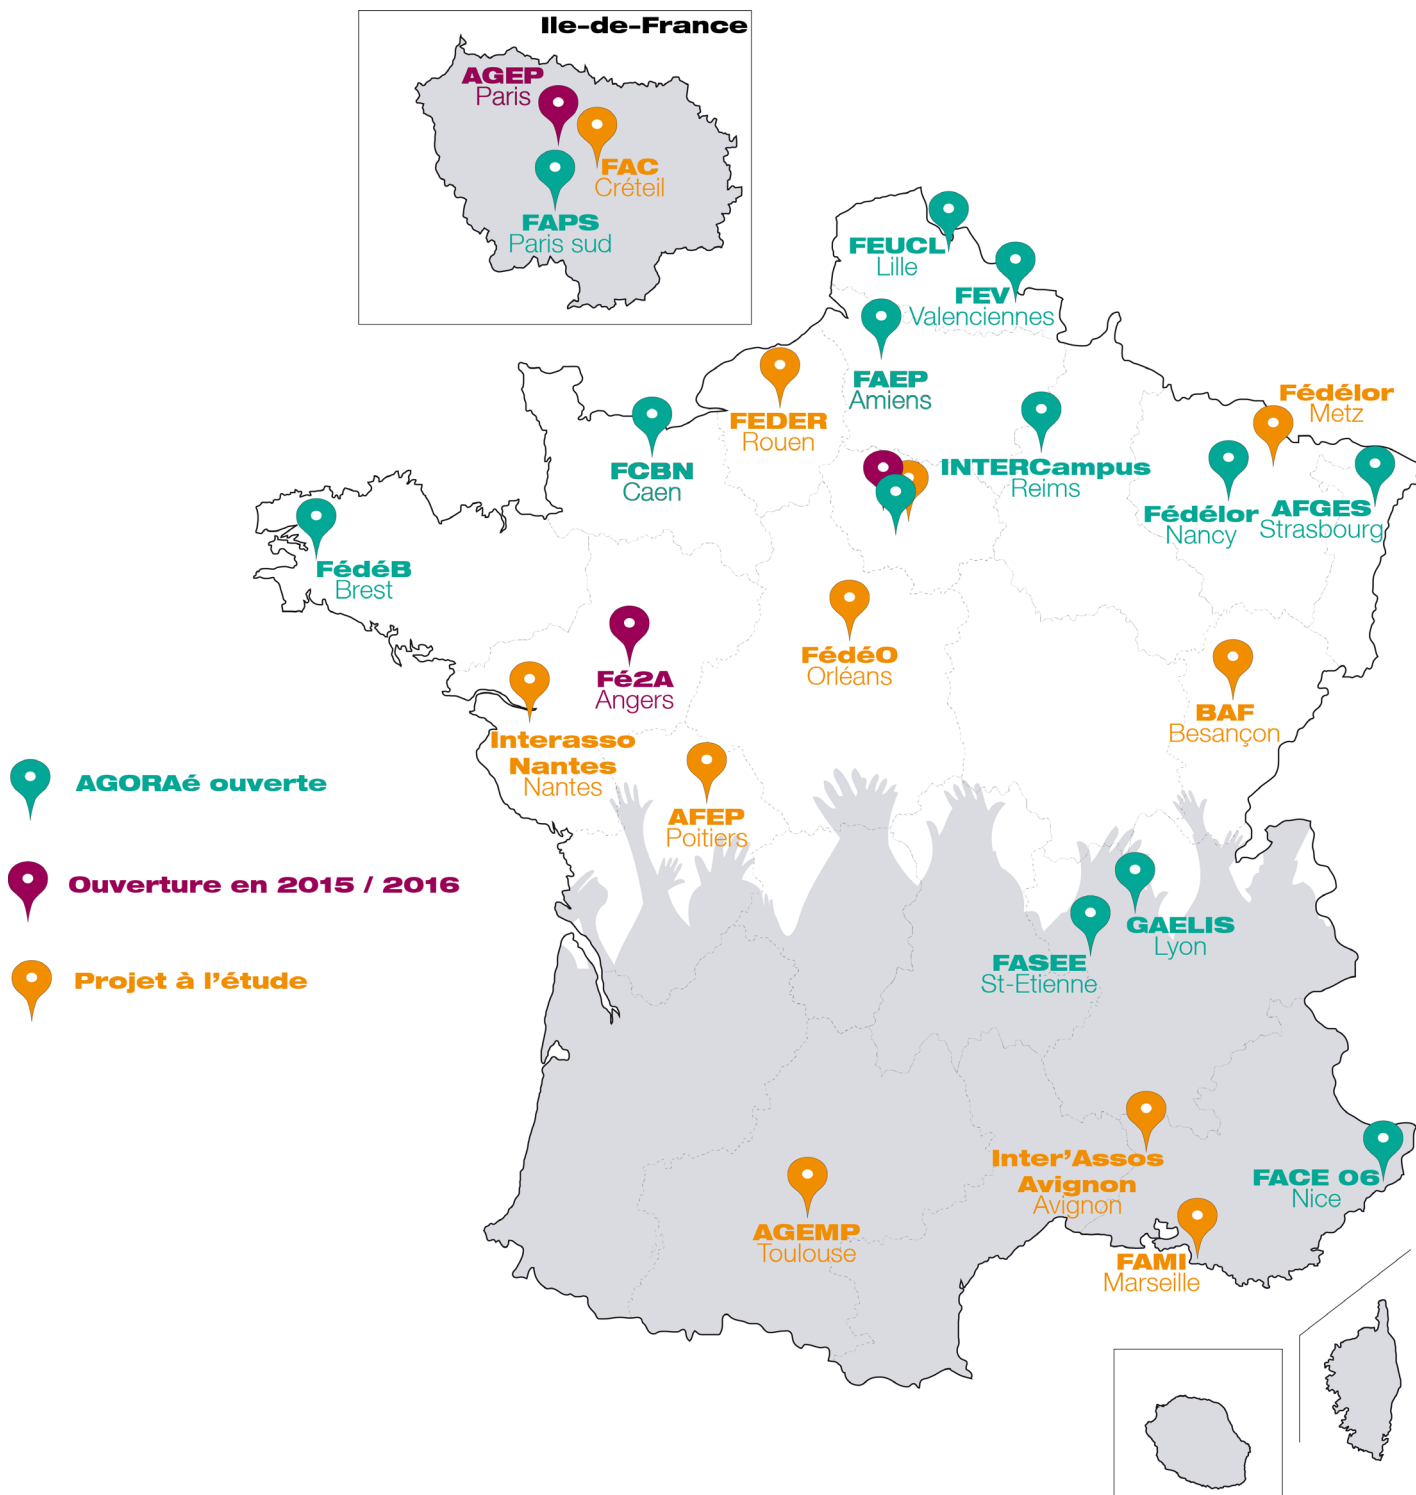 Ile-de-France
AGEP
Paris
FAC
Créteil
FAPS
Paris sud
FEUCL
Lille
FEV
Valenciennes
FAEP
Amiens
FEDER
Rouen
Fédélor
Metz
FCBN
Caen
INTERCampus
Reims
Fédélor
Nancy
AFGES
Strasbourg
FédéB
Brest
FédéO
Orléans
Fé2A
Angers
BAF
Besançon
Interasso
Nantes
Nantes
AFEP
Poitiers
AGORAé ouverte
Ouverture en 2015 / 2016
Projet à l'étude
GAELIS
Lyon
FASEE
St-Etienne
Inter'Assos
Avignon
Avignon
FACE 06
Nice
AGEMP
Toulouse
FAMI
Marseille